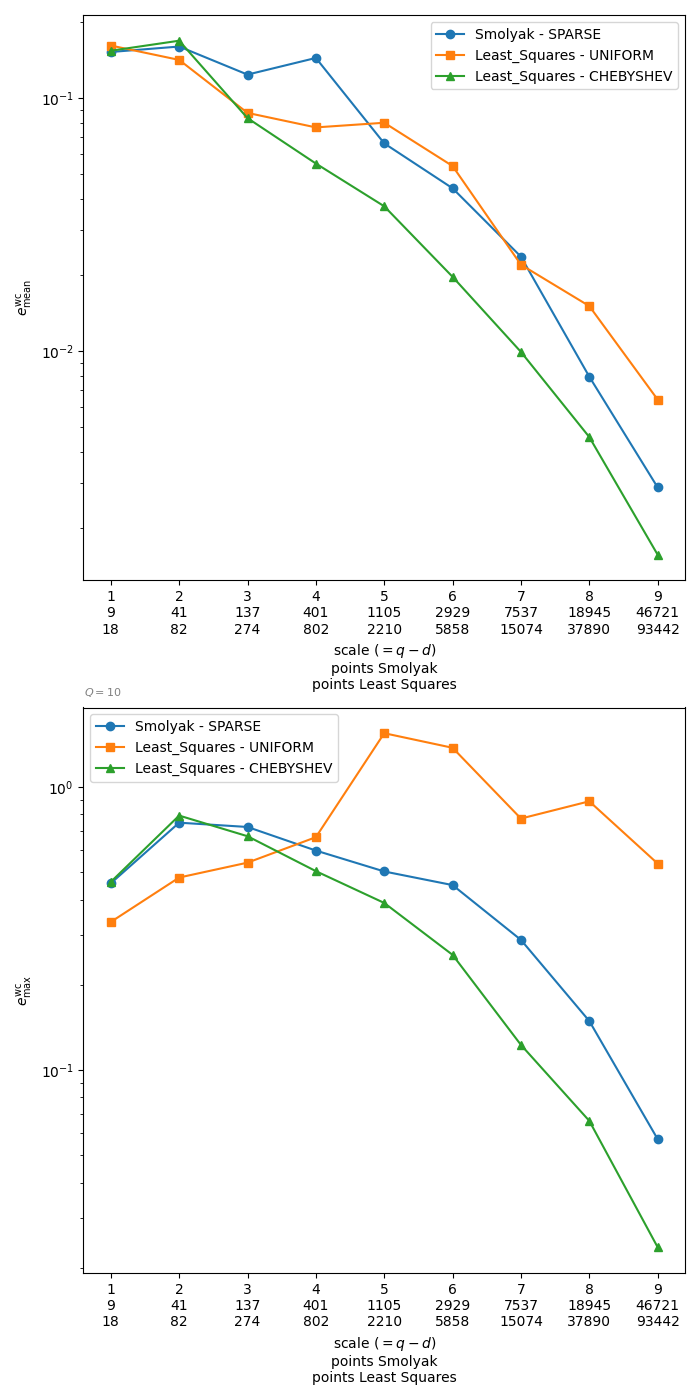 Smolyak - SPARSE
Least_Squares - UNIFORM
Least_Squares - CHEBYSHEV
10⁻¹
10⁻²
e^wc_mean
1 2 3 4 5 6 7 8 9
9 41 137 401 1105 2929 7537 18945 46721
18 82 274 802 2210 5858 15074 37890 93442
scale (= q − d)
points Smolyak
points Least Squares
Q = 10
Smolyak - SPARSE
Least_Squares - UNIFORM
Least_Squares - CHEBYSHEV
10⁰
10⁻¹
e^wc_max
1 2 3 4 5 6 7 8 9
9 41 137 401 1105 2929 7537 18945 46721
18 82 274 802 2210 5858 15074 37890 93442
scale (= q − d)
points Smolyak
points Least Squares